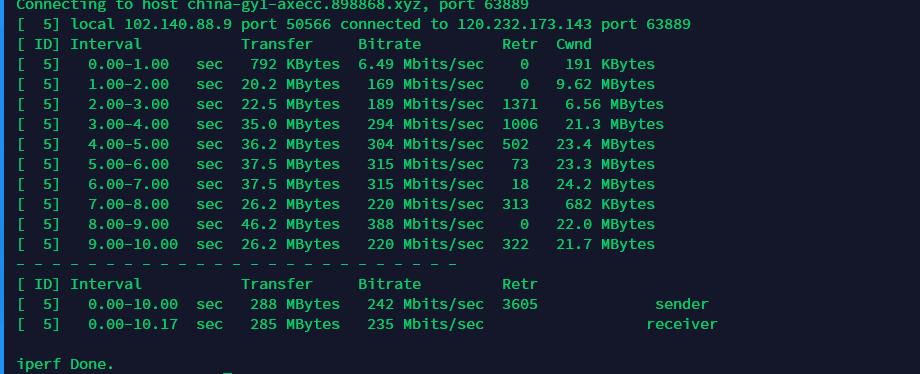 Connecting to host china-gyl-axecc.898868.xyz, port 63889
[  5] local 102.140.88.9 port 50566 connected to 120.232.173.143 port 63889
[ ID] Interval           Transfer     Bitrate         Retr  Cwnd
[  5]   0.00-1.00   sec   792 KBytes  6.49 Mbits/sec    0    191 KBytes
[  5]   1.00-2.00   sec  20.2 MBytes   169 Mbits/sec    0   9.62 MBytes
[  5]   2.00-3.00   sec  22.5 MBytes   189 Mbits/sec  1371   6.56 MBytes
[  5]   3.00-4.00   sec  35.0 MBytes   294 Mbits/sec  1006   21.3 MBytes
[  5]   4.00-5.00   sec  36.2 MBytes   304 Mbits/sec  502   23.4 MBytes
[  5]   5.00-6.00   sec  37.5 MBytes   315 Mbits/sec   73   23.3 MBytes
[  5]   6.00-7.00   sec  37.5 MBytes   315 Mbits/sec   18   24.2 MBytes
[  5]   7.00-8.00   sec  26.2 MBytes   220 Mbits/sec  313    682 KBytes
[  5]   8.00-9.00   sec  46.2 MBytes   388 Mbits/sec    0   22.0 MBytes
[  5]   9.00-10.00  sec  26.2 MBytes   220 Mbits/sec  322   21.7 MBytes
- - - - - - - - - - - - - - - - - - - - - - - - -
[ ID] Interval           Transfer     Bitrate         Retr
[  5]   0.00-10.00  sec   288 MBytes   242 Mbits/sec  3605             sender
[  5]   0.00-10.17  sec   285 MBytes   235 Mbits/sec                  receiver
iperf Done.